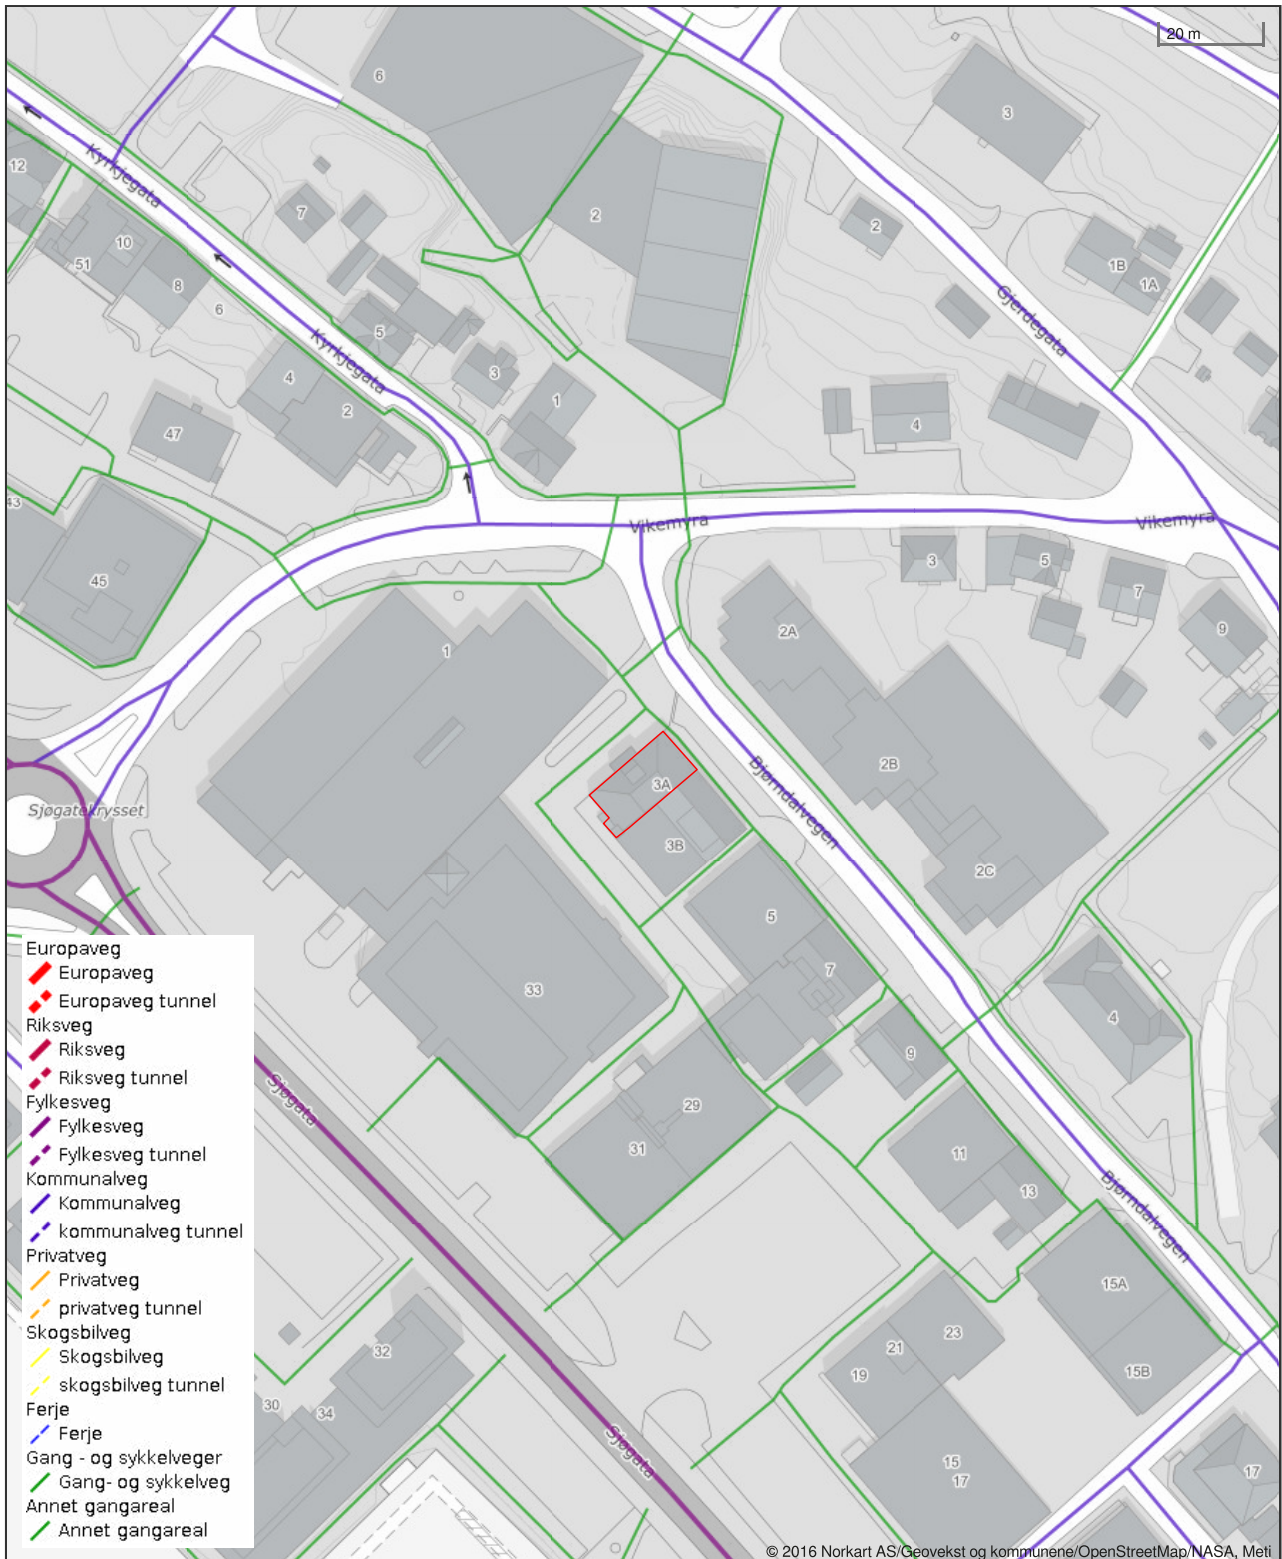 20 m
6
3
12
Kyrkjegata
7
2
2
10
51
8
6
1B
1A
Gjerdegata
5
Kyrkjegata
4
3
2
1
4
47
43
Vikemyra
Vikemyra
45
3
5
7
2A
9
1
3A
2B
Bjørndalvegen
Sjøgatekrysset
3B
2C
5
7
33
4
9
Sjøgata
29
31
11
13
Bjørndalvegen
15A
15B
32
23
21
19
30
34
Sjøgata
15
17
17
Europaveg
Europaveg
Europaveg tunnel
Riksveg
Riksveg
Riksveg tunnel
Fylkesveg
Fylkesveg
Fylkesveg tunnel
Kommunalveg
Kommunalveg
kommunalveg tunnel
Privatveg
Privatveg
privatveg tunnel
Skogsbilveg
Skogsbilveg
skogsbilveg tunnel
Ferje
Ferje
Gang - og sykkelveger
Gang- og sykkelveg
Annet gangareal
Annet gangareal
© 2016 Norkart AS/Geovekst og kommunene/OpenStreetMap/NASA, Meti